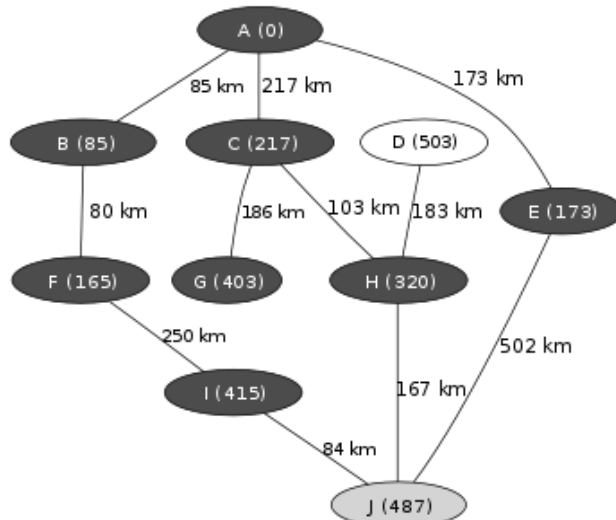 A (0)
85 km
217 km
173 km
B (85)
C (217)
D (503)
E (173)
80 km
186 km
103 km
183 km
F (165)
G (403)
H (320)
250 km
502 km
I (415)
167 km
84 km
J (487)